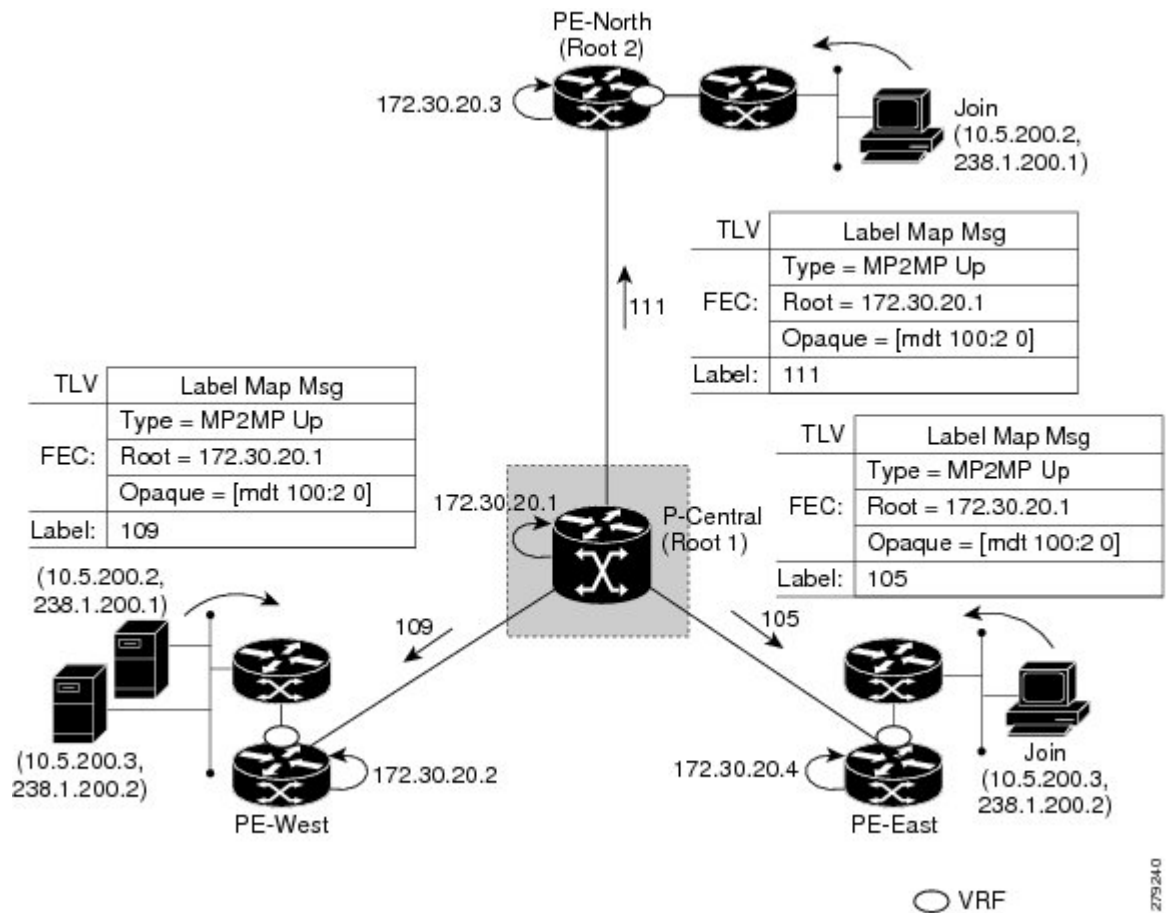 PE-North
(Root 2)
172.30.20.3
Join
(10.5.200.2,
238.1.200.1)
TLV Label Map Msg
FEC: Type = MP2MP Up
Root = 172.30.20.1
Opaque = [mdt 100:2 0]
Label: 111
111
TLV Label Map Msg
FEC: Type = MP2MP Up
Root = 172.30.20.1
Opaque = [mdt 100:2 0]
Label: 109
TLV Label Map Msg
FEC: Type = MP2MP Up
Root = 172.30.20.1
Opaque = [mdt 100:2 0]
Label: 105
172.30.20.1
P-Central
(Root 1)
(10.5.200.2,
238.1.200.1)
109
105
(10.5.200.3,
238.1.200.2)
172.30.20.2
PE-West
172.30.20.4
PE-East
Join
(10.5.200.3,
238.1.200.2)
VRF
279240